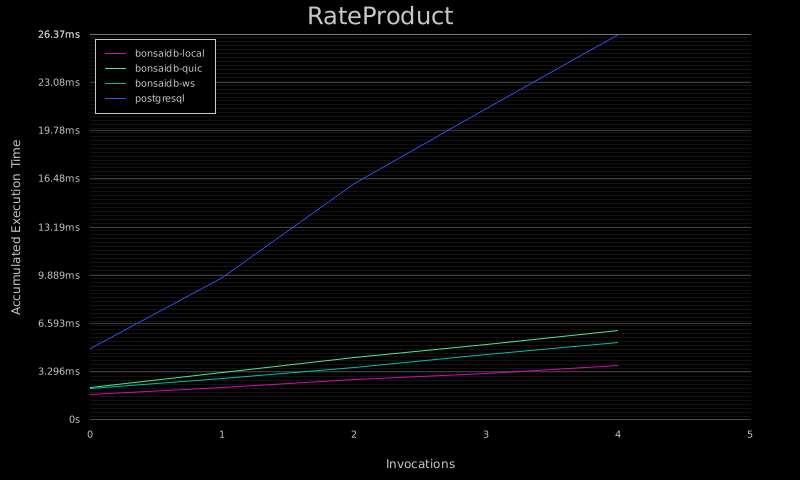 RateProduct
26.37ms
23.08ms
19.78ms
16.48ms
13.19ms
9.889ms
6.593ms
3.296ms
0s
Accumulated Execution Time
bonsaidb-local
bonsaidb-quic
bonsaidb-ws
postgresql
0 1 2 3 4 5
Invocations